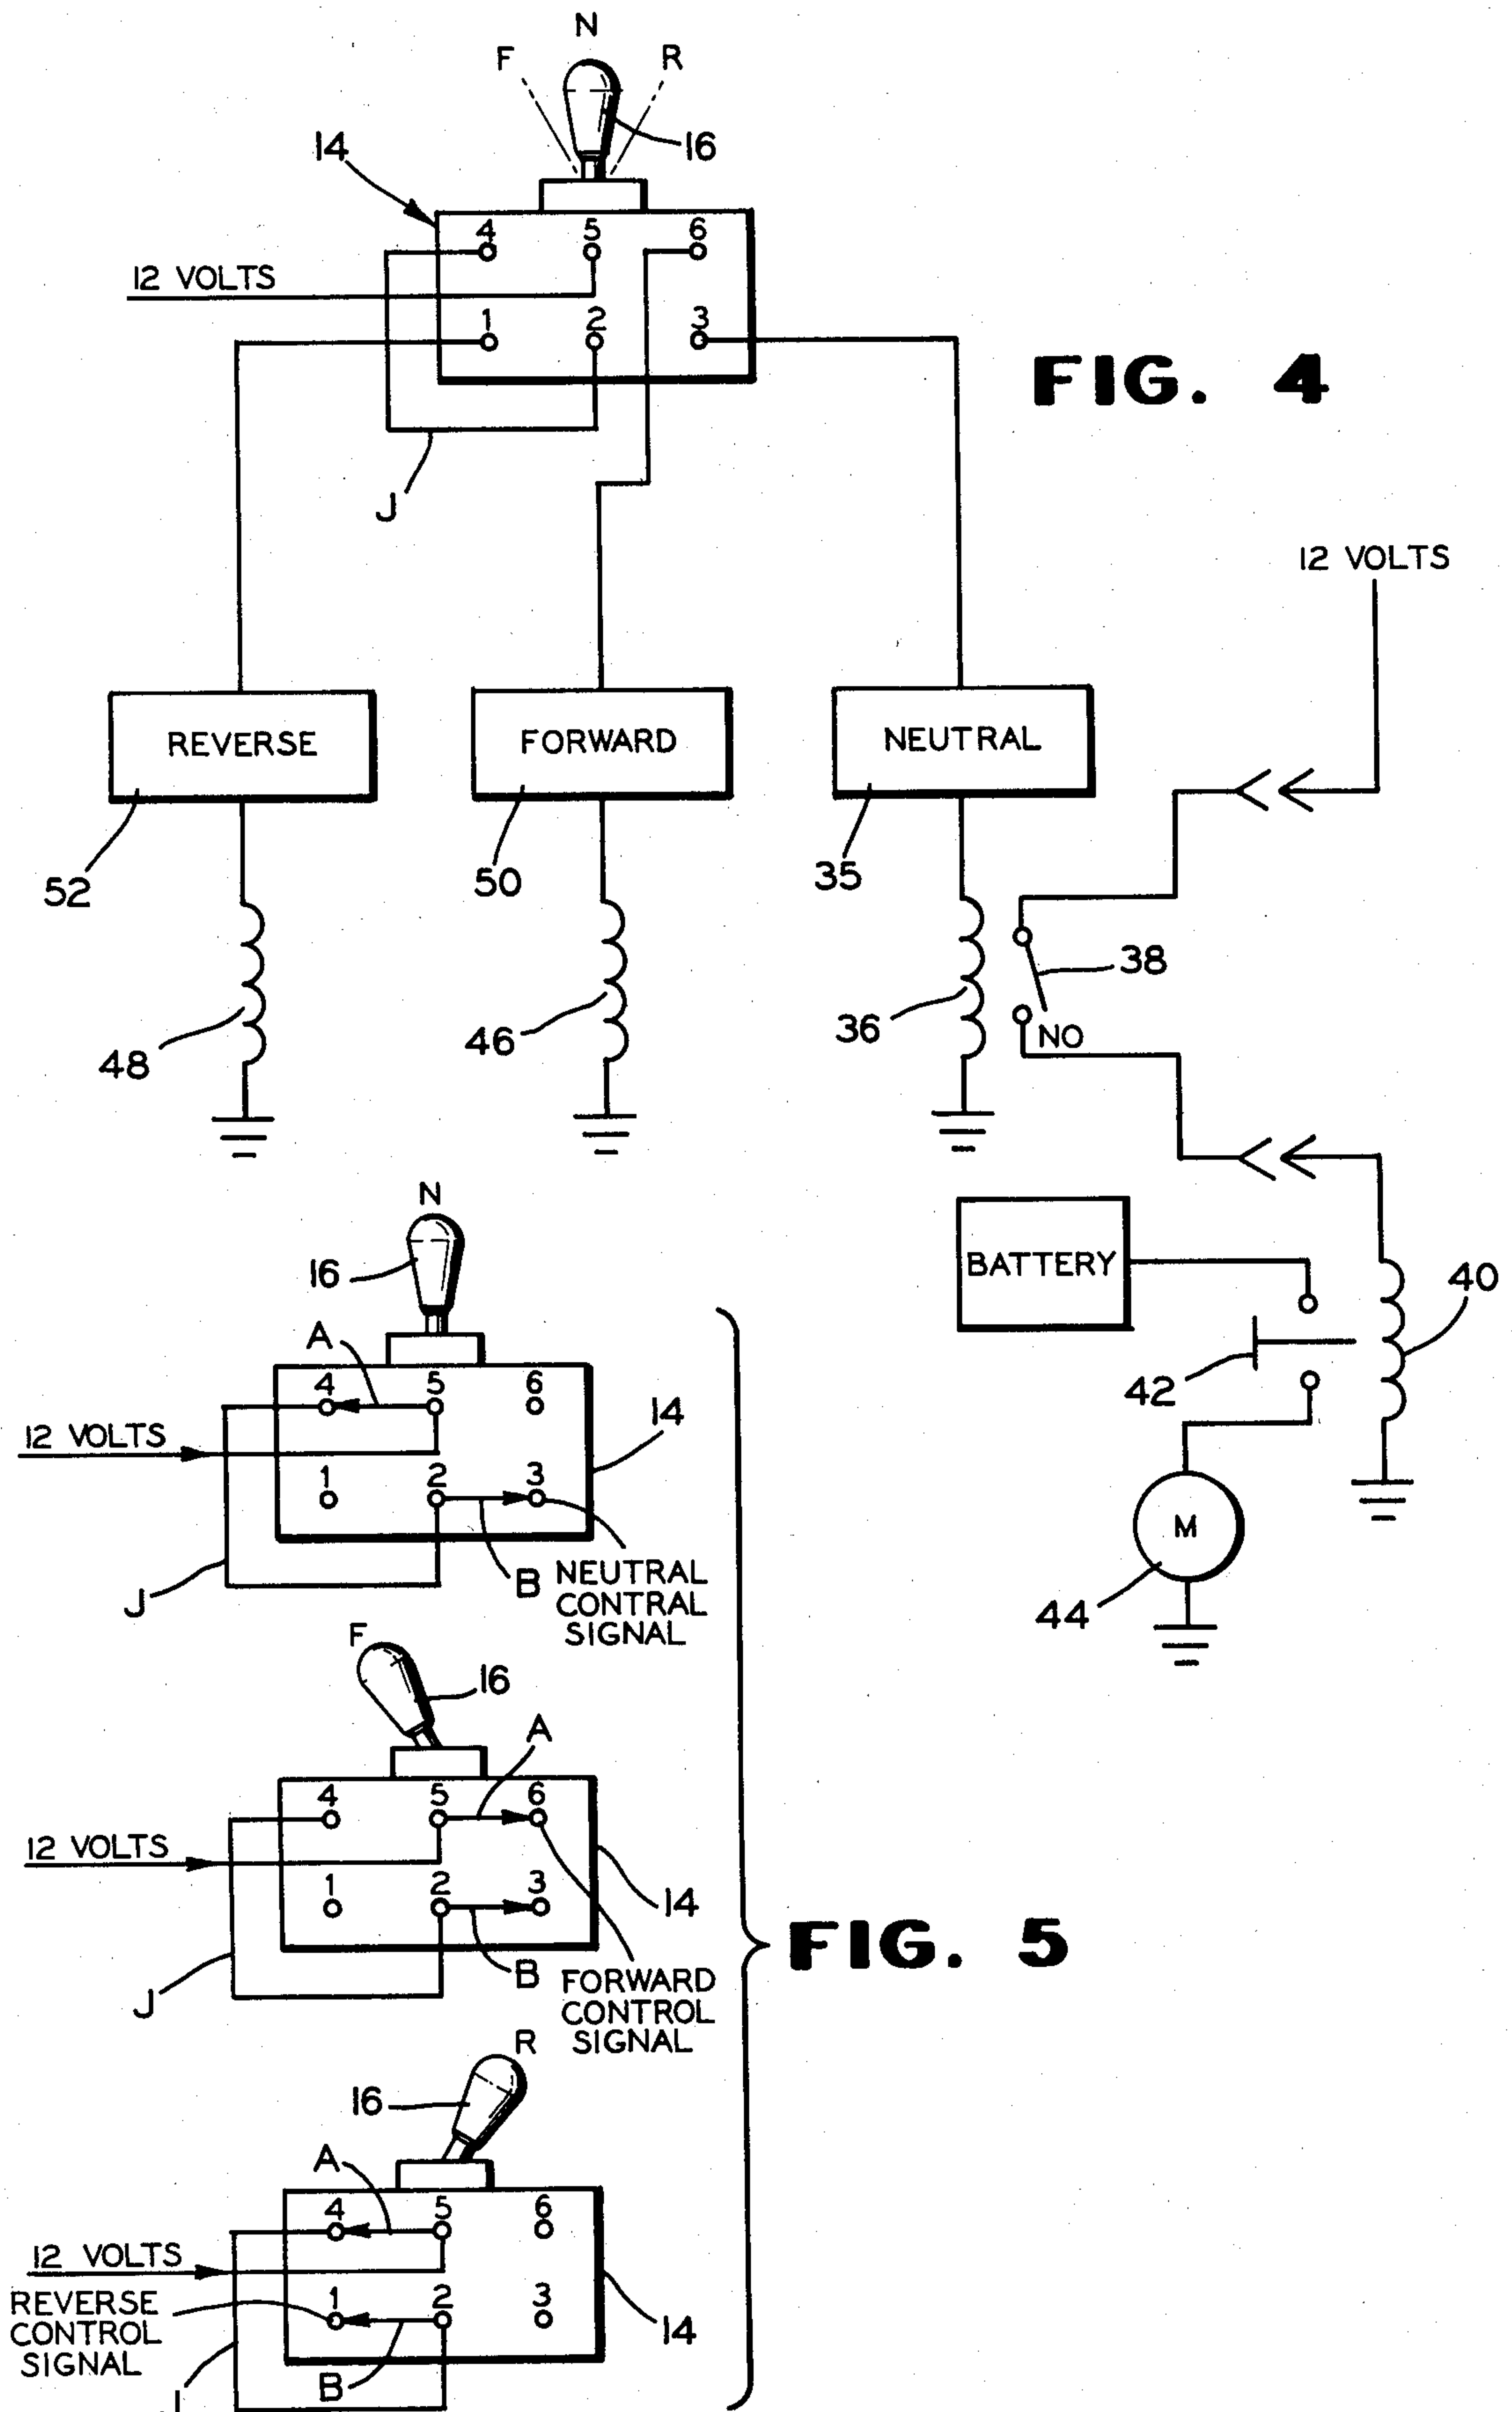 N
F R
16
14
4 5 6
12 VOLTS
1 2 3
FIG. 4
J
12 VOLTS
REVERSE FORWARD NEUTRAL
52 50 35
38
48 46 36 NO
BATTERY
40
42
M
44
N
16
A
4 5 6
14
12 VOLTS
1 2 3
J
B
NEUTRAL
CONTRAL
SIGNAL
F
16
A
4 5 6
12 VOLTS
1 2 3
14
J
B
FORWARD
CONTROL
SIGNAL
FIG. 5
R
16
A
4 5 6
12 VOLTS
1 2 3
REVERSE
CONTROL
SIGNAL
14
B